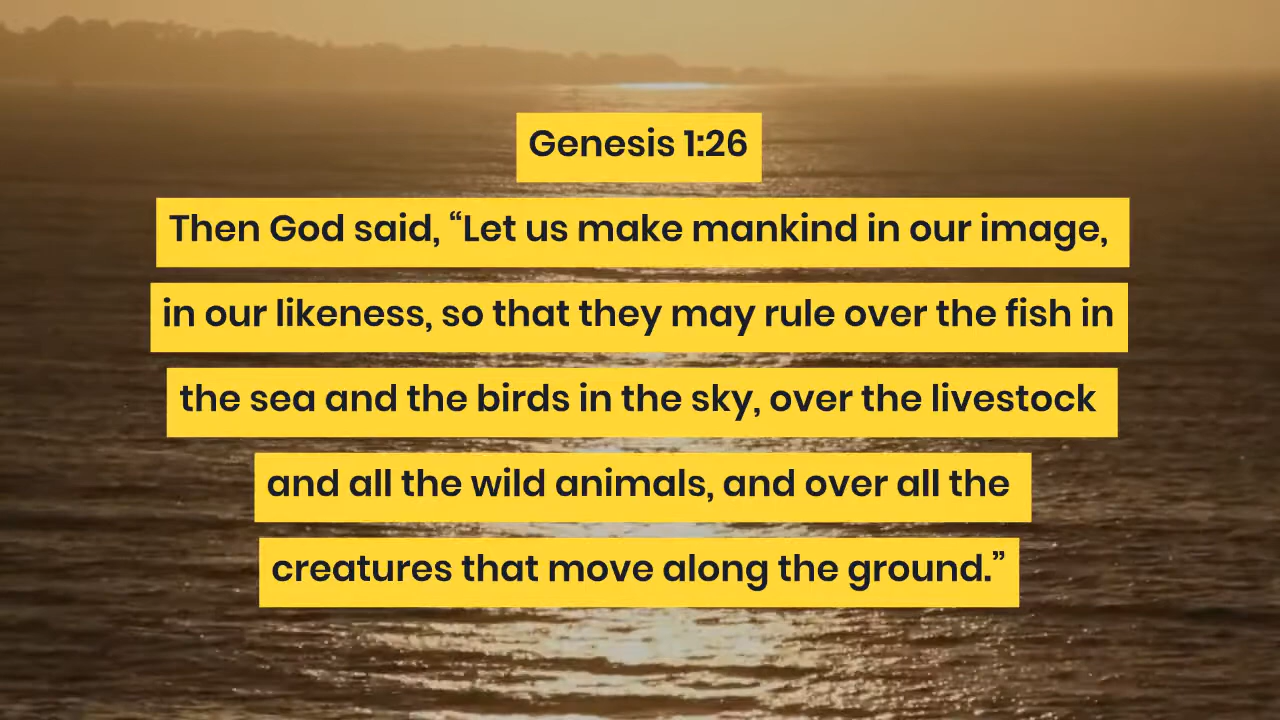 Genesis 1:26
Then God said, “Let us make mankind in our image,
in our likeness, so that they may rule over the fish in
the sea and the birds in the sky, over the livestock
and all the wild animals, and over all the
creatures that move along the ground.”